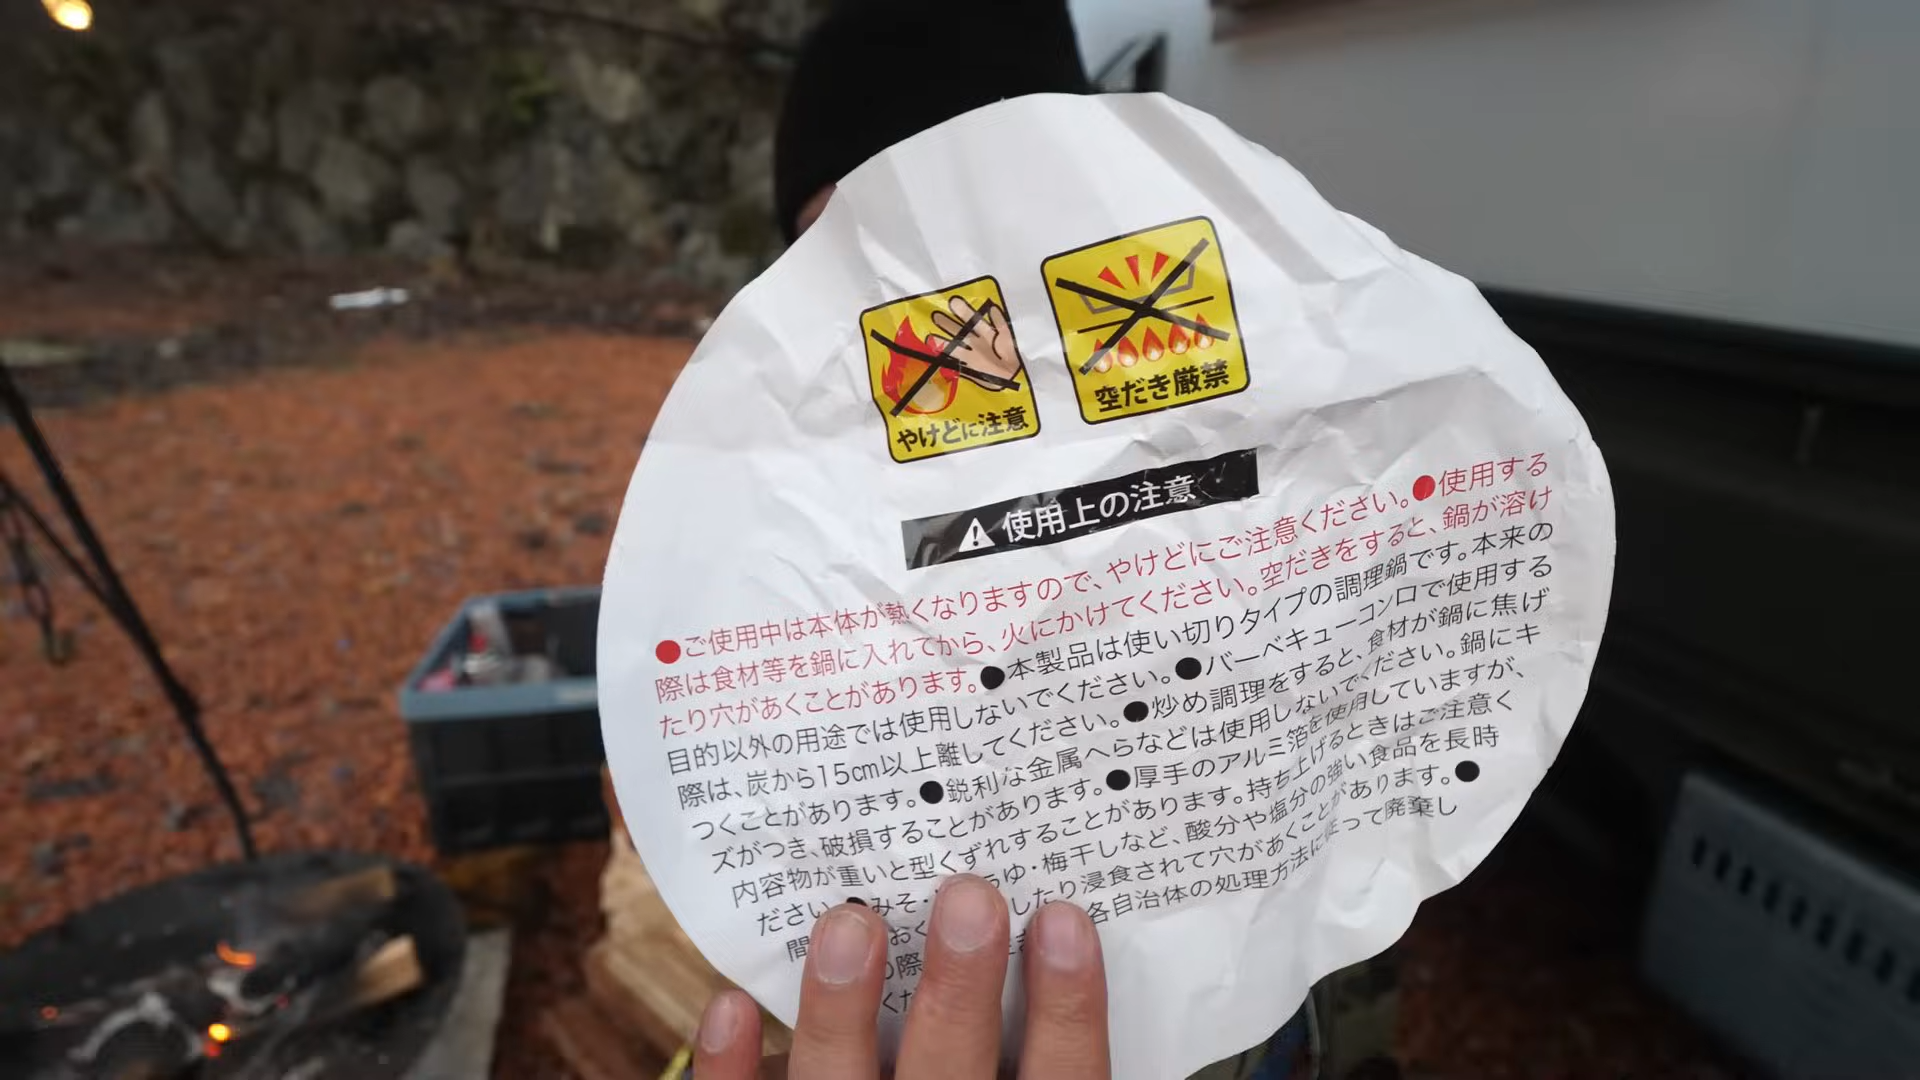 やけどに注意
空だき厳禁
使用上の注意
●ご使用中は本体が熱くなりますので、やけどにご注意ください。●使用する
際は食材等を鍋に入れてから、火にかけてください。空だきをすると、鍋が溶け
たり穴があくことがあります。●本製品は使い切りタイプの調理鍋です。本来の
目的以外の用途では使用しないでください。●バーベキューコンロで使用する
際は、炭から15cm以上離してください。●炒め調理をすると、食材が鍋に焦げ
つくことがあります。●鋭利な金属へらなどは使用しないでください。鍋にキ
ズがつき、破損することがあります。●厚手のアルミ箔を使用していますが、
内容物が重いと型くずれすることがあります。持ち上げるときはご注意く
ださい ●みそ・ ゆ・梅干しなど、酸分や塩分の強い食品を長時
間 おく したり浸食されて穴があくことがあります。●
の際 各自治体の処理方法に従って廃棄し
くだ